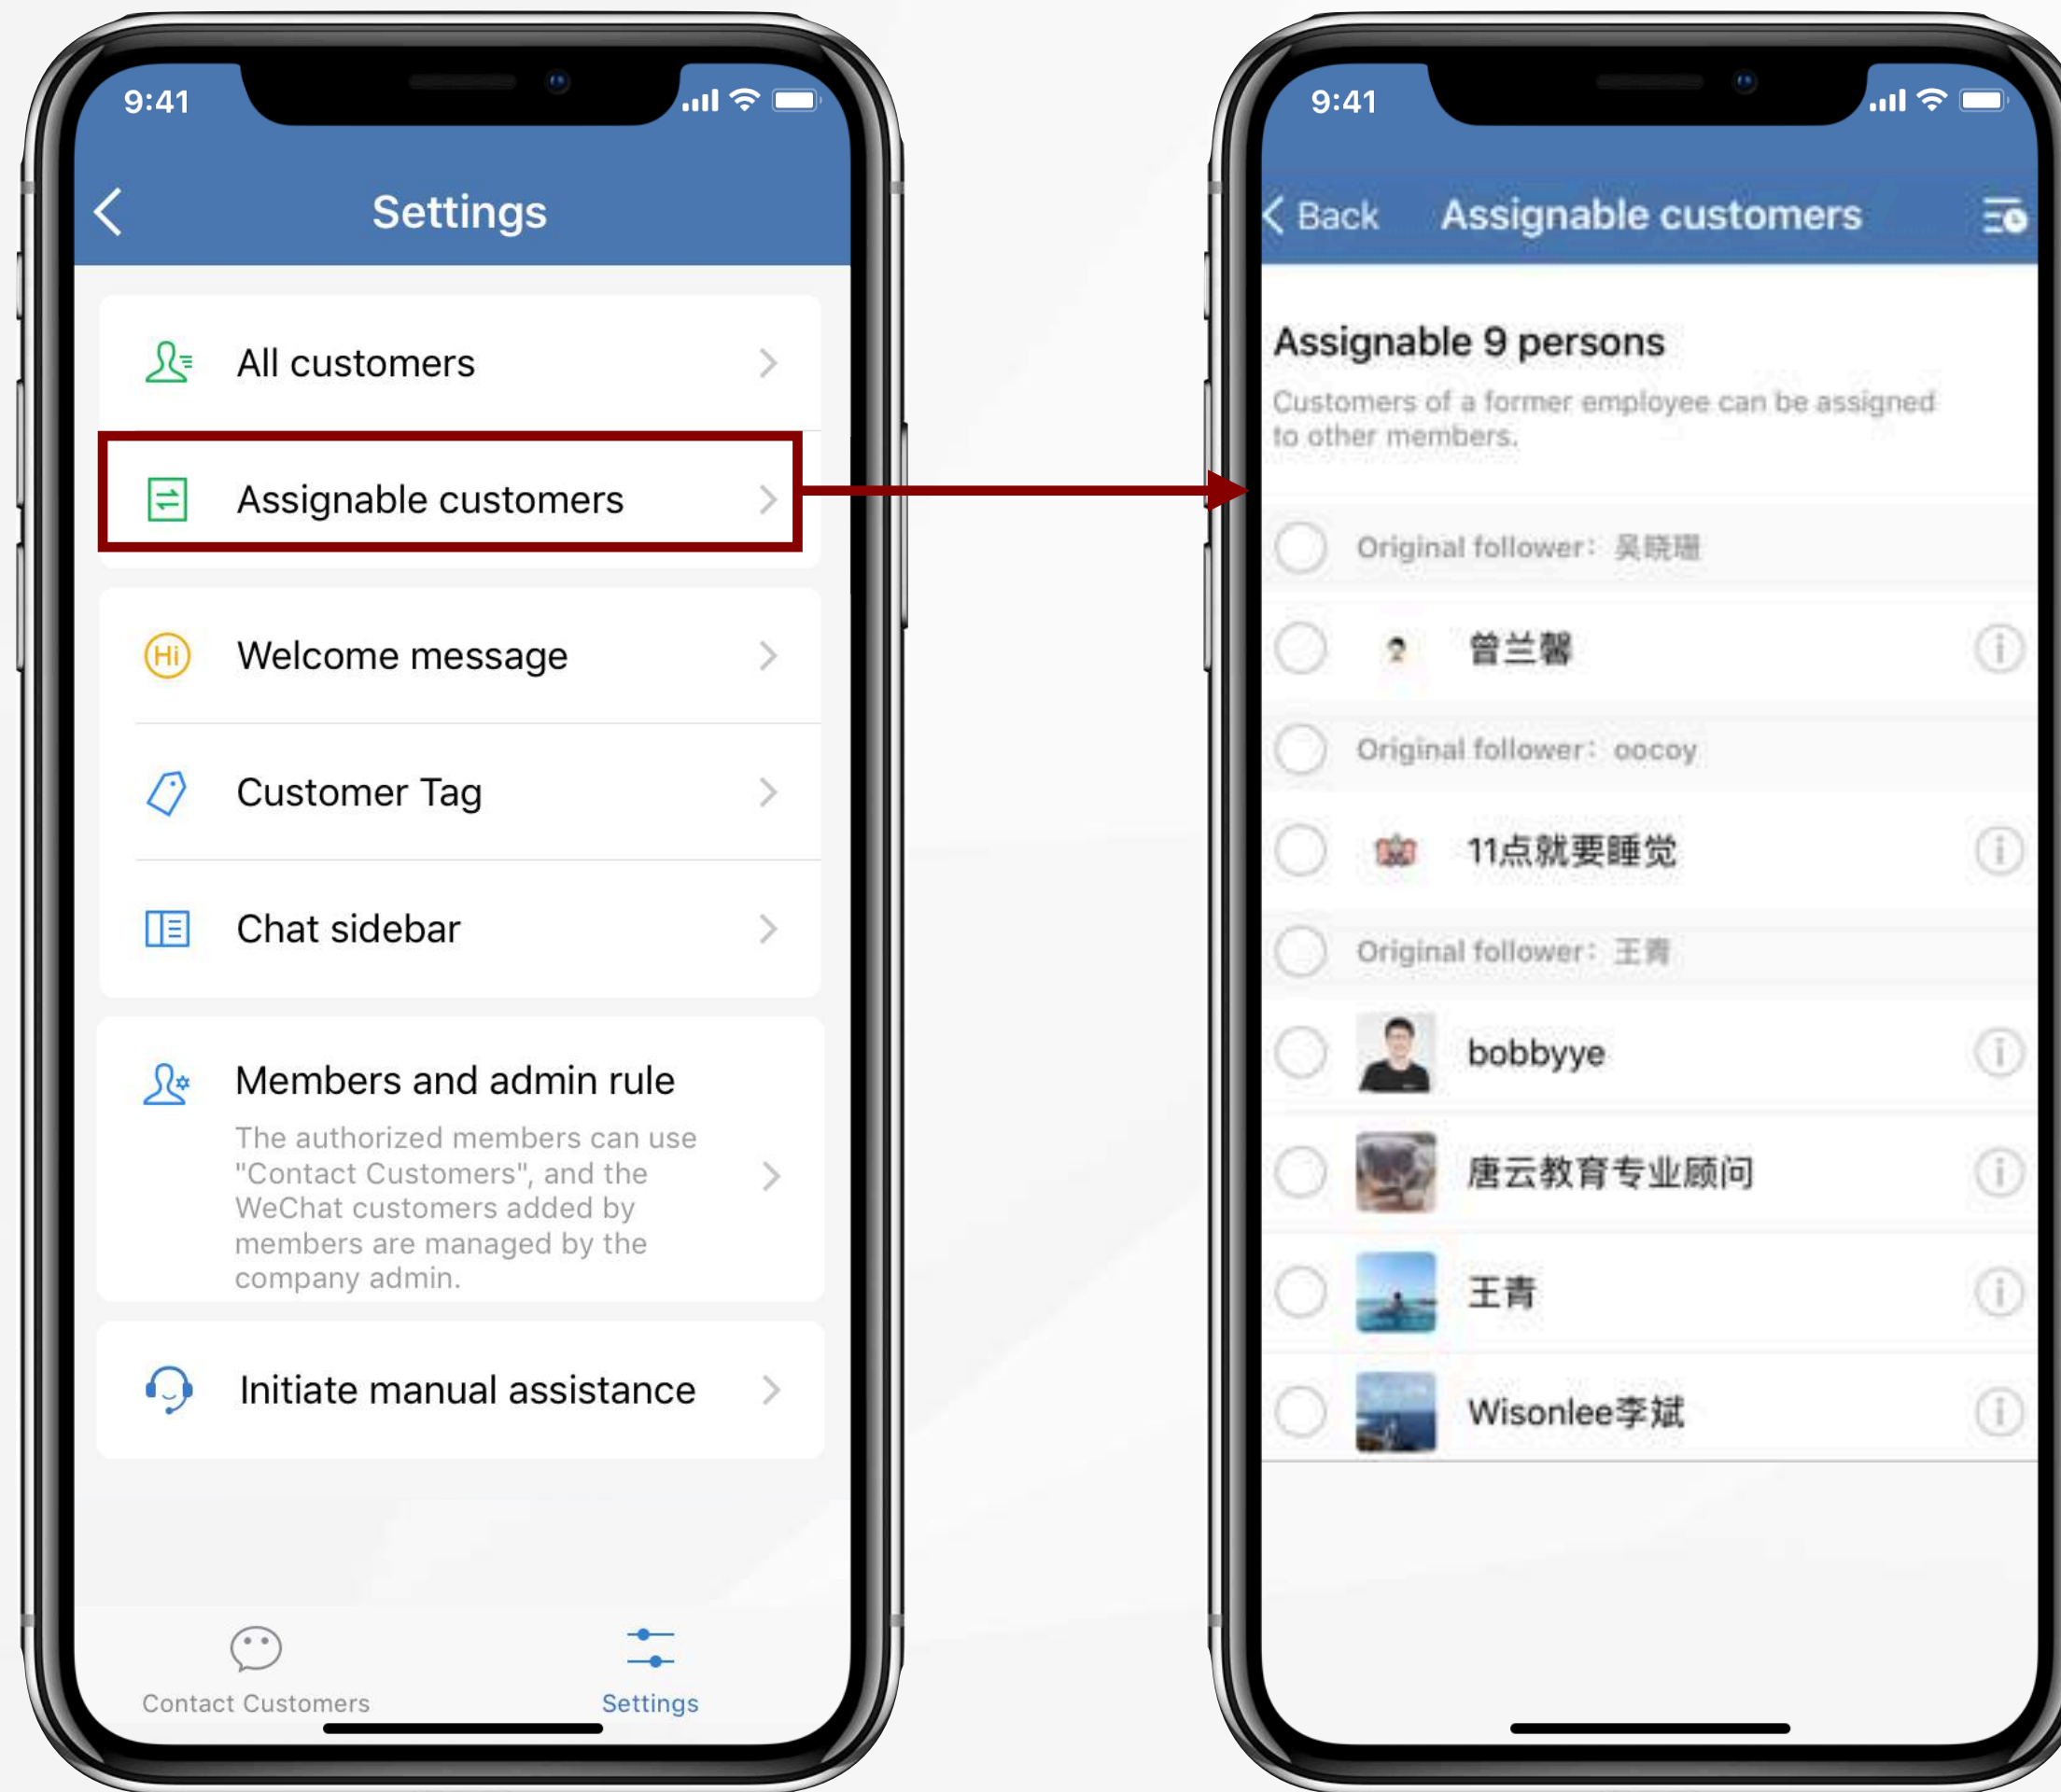 9:41
Settings
All customers
Assignable customers
Hi
Welcome message
Customer Tag
Chat sidebar
Members and admin rule
The authorized members can use
"Contact Customers", and the
WeChat customers added by
members are managed by the
company admin.
Initiate manual assistance
Contact Customers
Settings
9:41
Back
Assignable customers
Assignable 9 persons
Customers of a former employee can be assigned
to other members.
Original follower：吴晓珊
曾兰馨
Original follower：oocoy
11点就要睡觉
Original follower：王青
bobbyye
唐云教育专业顾问
王青
Wisonlee李斌